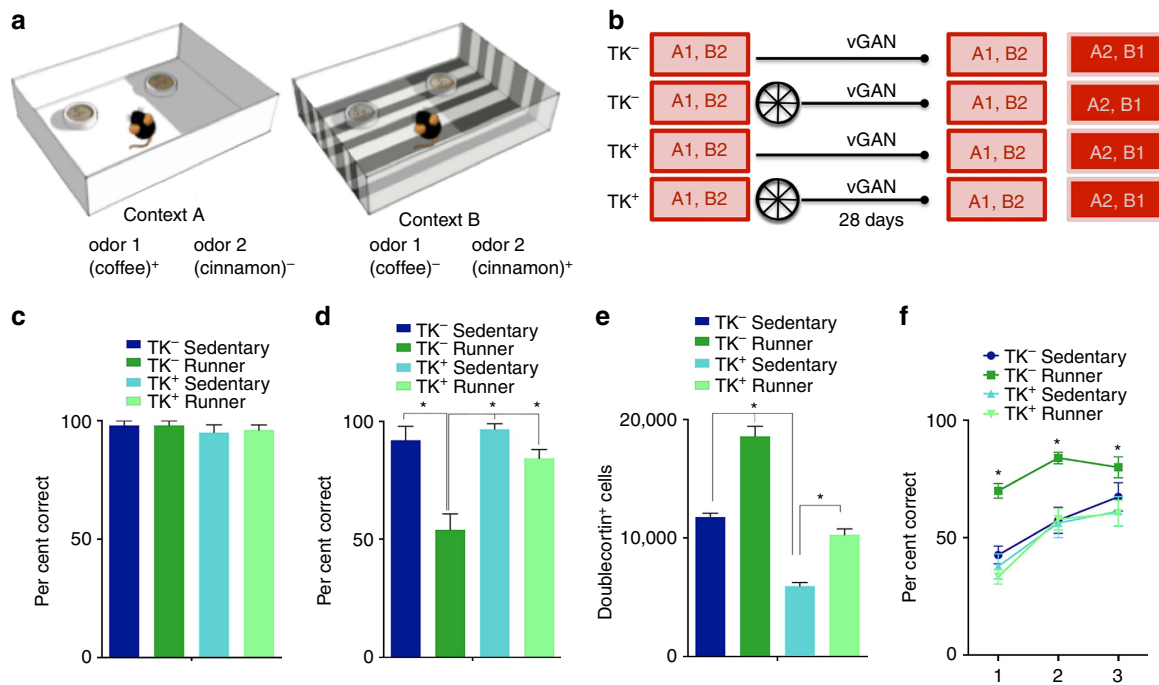 a
Context A
odor 1 odor 2
(coffee)⁺ (cinnamon)⁻
Context B
odor 1 odor 2
(coffee)⁻ (cinnamon)⁺
b
TK⁻ A1, B2 vGAN A1, B2 A2, B1
TK⁻ A1, B2 vGAN A1, B2 A2, B1
TK⁺ A1, B2 vGAN A1, B2 A2, B1
TK⁺ A1, B2 vGAN A1, B2 A2, B1
28 days
c
TK⁻ Sedentary
TK⁻ Runner
TK⁺ Sedentary
TK⁺ Runner
Per cent correct
100
50
0
d
TK⁻ Sedentary
TK⁻ Runner
TK⁺ Sedentary
TK⁺ Runner
* * *
Per cent correct
100
50
0
e
TK⁻ Sedentary
TK⁻ Runner
TK⁺ Sedentary
TK⁺ Runner
*
*
Doublecortin⁺ cells
20,000
10,000
0
f
TK⁻ Sedentary
TK⁻ Runner
TK⁺ Sedentary
TK⁺ Runner
* * *
Per cent correct
100
50
0
1 2 3